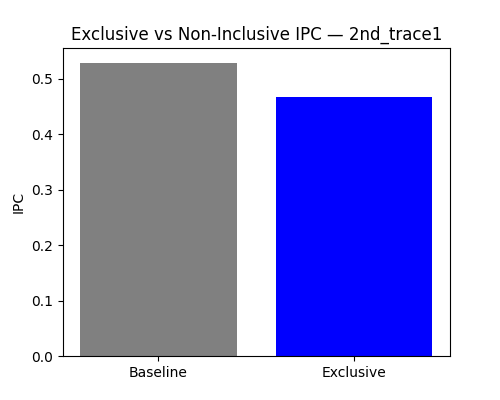 Exclusive vs Non-Inclusive IPC — 2nd_trace1
IPC
0.5
0.4
0.3
0.2
0.1
0.0
Baseline
Exclusive